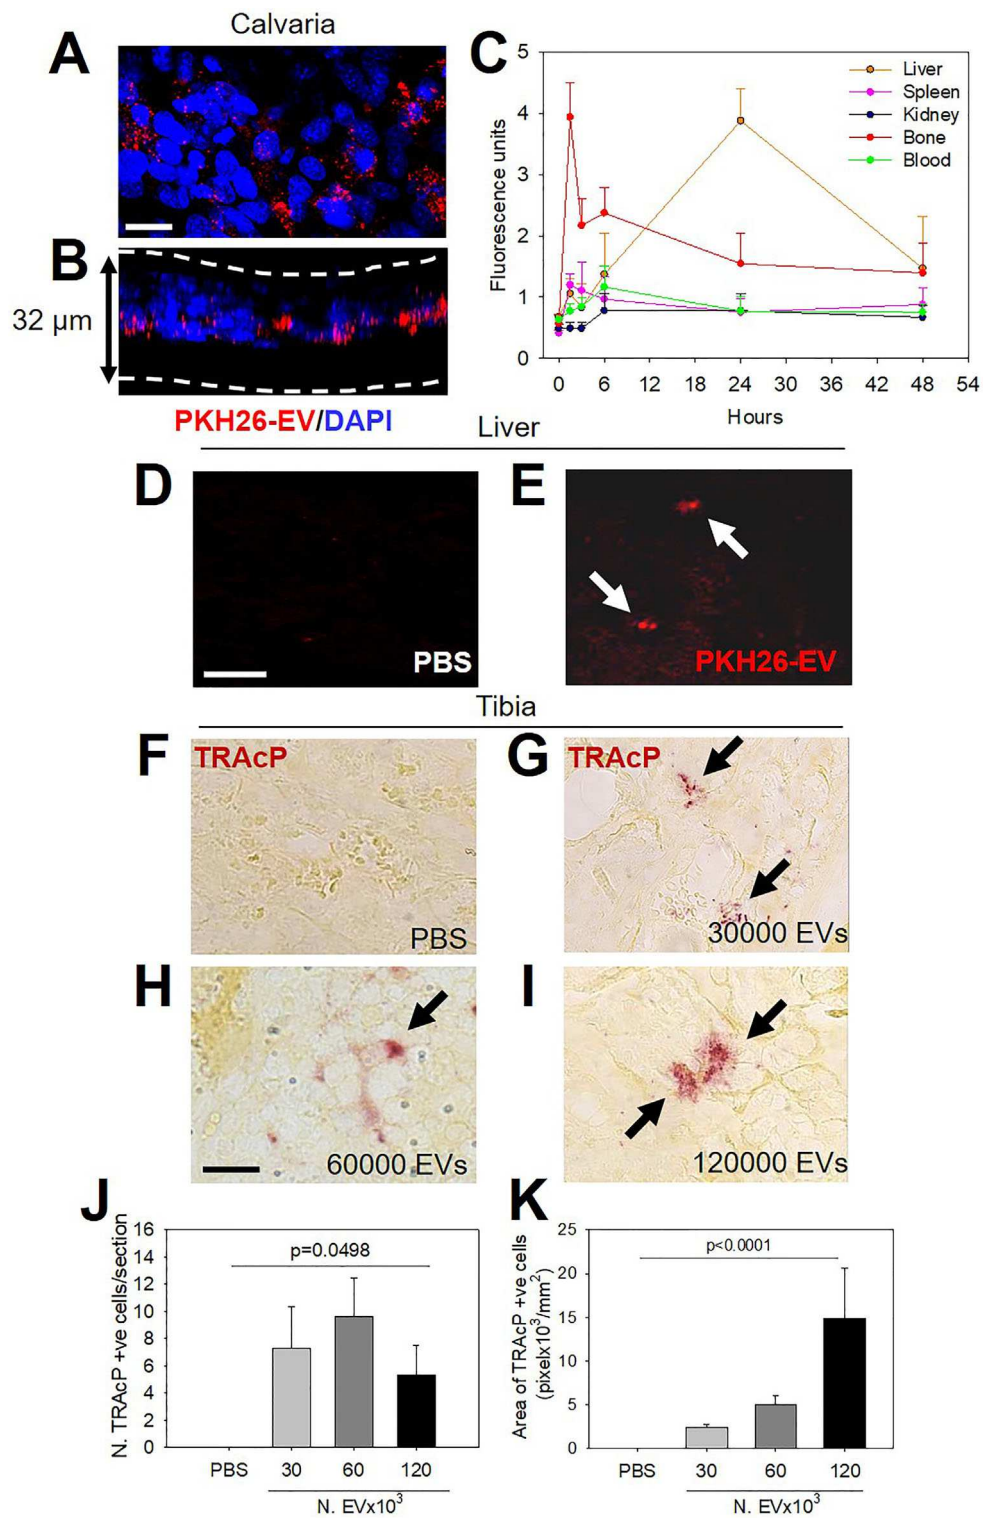 Calvaria
A
B
32 µm
PKH26-EV/DAPI
C
Fluorescence units
5
4
3
2
1
0
Liver
Spleen
Kidney
Bone
Blood
0 6 12 18 24 30 36 42 48 54
Hours
Liver
D
PBS
E
PKH26-EV
Tibia
F
TRAcP
PBS
G
TRAcP
30000 EVs
H
60000 EVs
I
120000 EVs
J
N. TRAcP +ve cells/section
16
14
12
10
8
6
4
2
0
p=0.0498
PBS 30 60 120
N. EVx10³
K
Area of TRAcP +ve cells
(pixelx10³/mm²)
25
20
15
10
5
0
p<0.0001
PBS 30 60 120
N. EVx10³